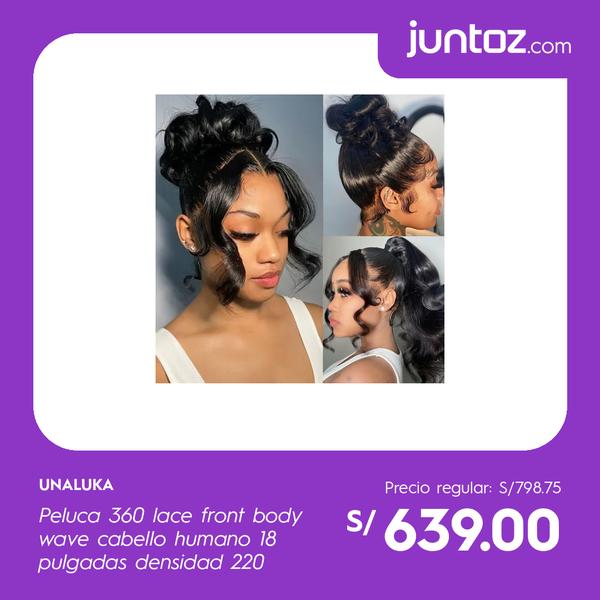 juntoz.com
UNALUKA
Peluca 360 lace front body
wave cabello humano 18
pulgadas densidad 220
Precio regular: S/798.75
S/ 639.00